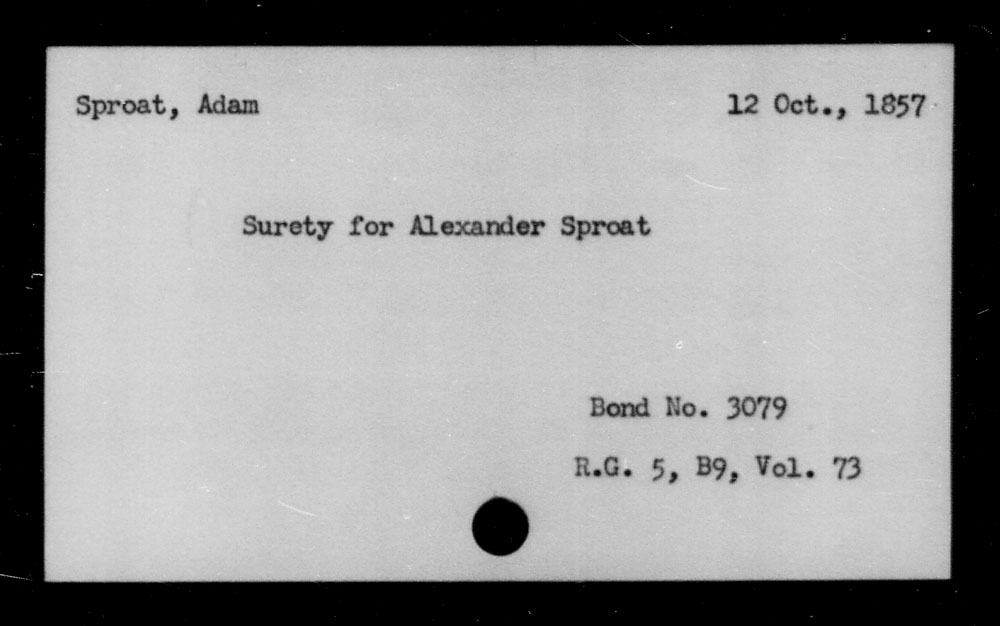 Sproat, Adam 12 Oct., 1857
Surety for Alexander Sproat
Bond No. 3079
R.G. 5, B9, Vol. 73